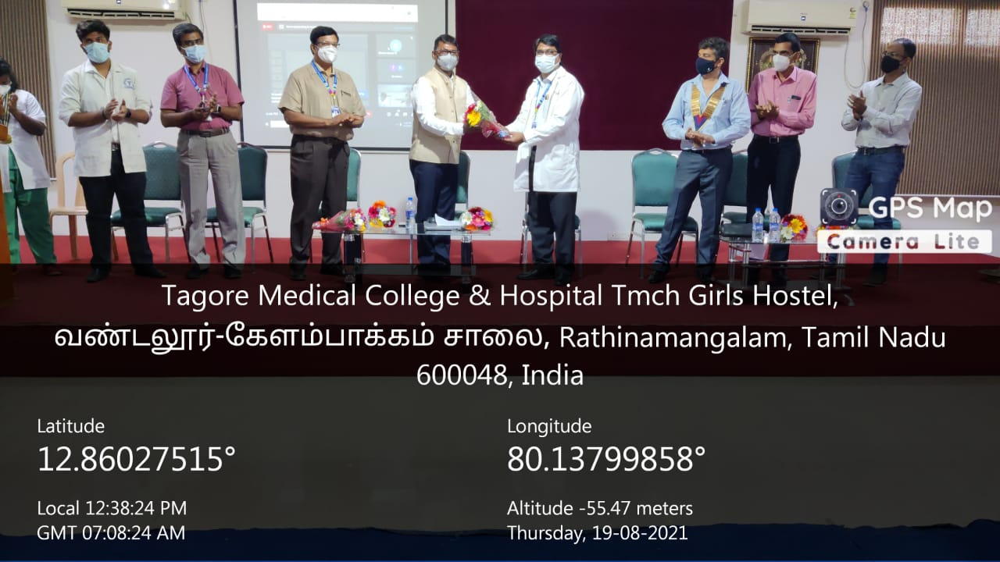 GPS Map
Camera Lite
Tagore Medical College & Hospital Tmch Girls Hostel,
வண்டலூர்-கேளம்பாக்கம் சாலை, Rathinamangalam, Tamil Nadu
600048, India
Latitude
12.86027515°
Longitude
80.13799858°
Local 12:38:24 PM
GMT 07:08:24 AM
Altitude -55.47 meters
Thursday, 19-08-2021